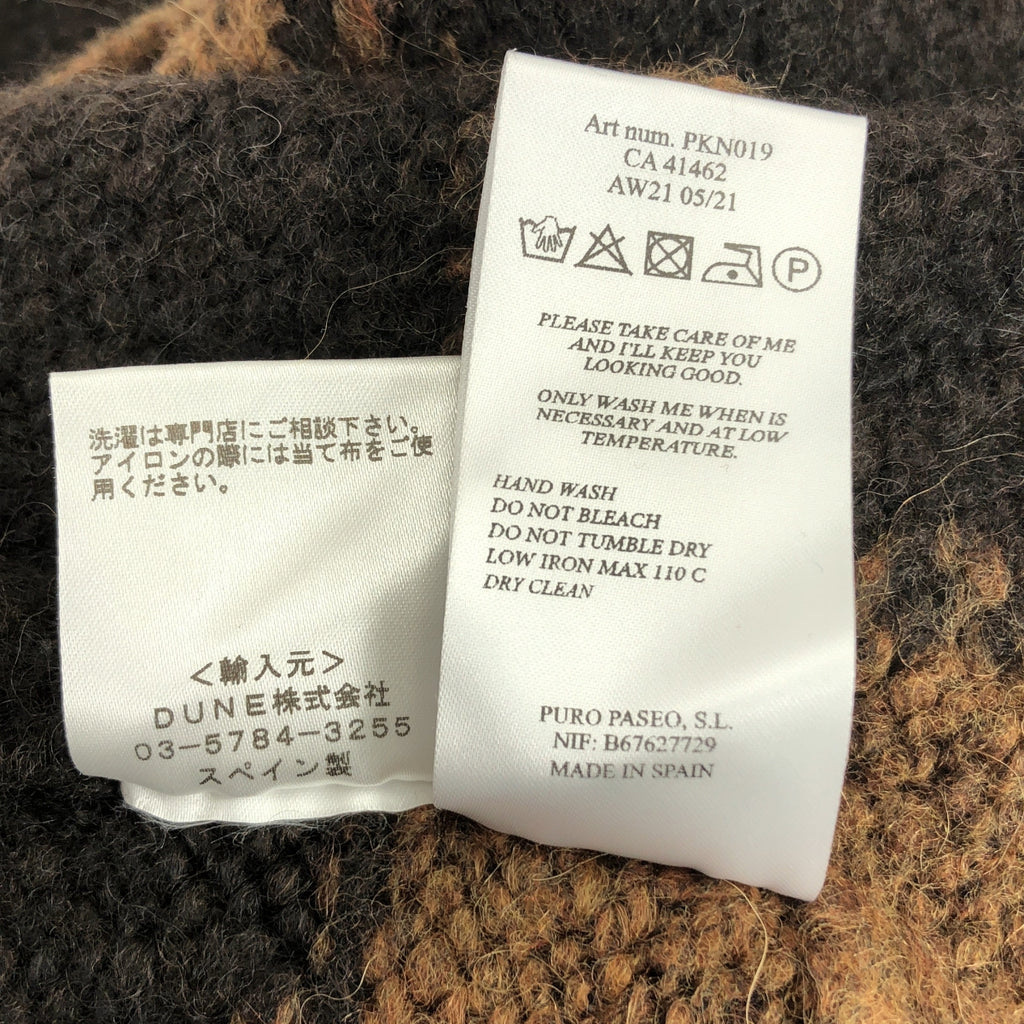 Art num. PKN019
CA 41462
AW21 05/21
P
PLEASE TAKE CARE OF ME
AND I'LL KEEP YOU
LOOKING GOOD.
ONLY WASH ME WHEN IS
NECESSARY AND AT LOW
TEMPERATURE.
HAND WASH
DO NOT BLEACH
DO NOT TUMBLE DRY
LOW IRON MAX 110 C
DRY CLEAN
PURO PASEO, S.L.
NIF: B67627729
MADE IN SPAIN
洗濯は専門店にご相談下さい。
アイロンの際には当て布をご使
用ください。
＜輸入元＞
DUNE株式会社
03-5784-3255
スペイン製